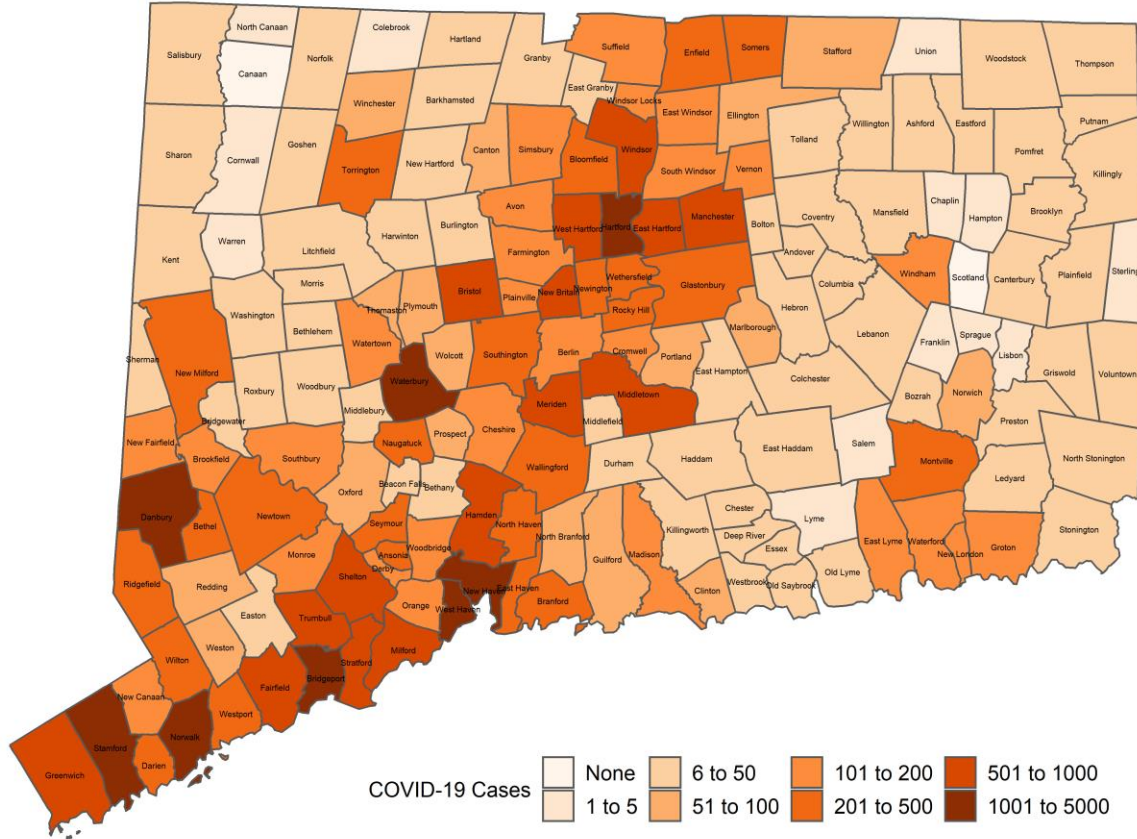 North Canaan
Colebrook
Hartland
Suffield
Enfield
Somers
Stafford
Union
Woodstock
Thompson
Salisbury
Canaan
Norfolk
Granby
East Granby
Windsor Locks
Winchester
Barkhamsted
East Windsor
Ellington
Willington
Ashford
Eastford
Putnam
Sharon
Cornwall
Goshen
Torrington
New Hartford
Canton
Simsbury
Bloomfield
Windsor
South Windsor
Vernon
Tolland
Pomfret
Killingly
Kent
Warren
Litchfield
Harwinton
Burlington
Avon
West Hartford
Hartford
East Hartford
Manchester
Bolton
Coventry
Mansfield
Chaplin
Hampton
Brooklyn
Farmington
Andover
Morris
Washington
Bethlehem
Thomaston
Plymouth
Bristol
Plainville
New Britain
Newington
Wethersfield
Rocky Hill
Glastonbury
Hebron
Columbia
Windham
Scotland
Canterbury
Plainfield
Sterling
Sherman
New Milford
Roxbury
Woodbury
Watertown
Wolcott
Southington
Berlin
Cromwell
Portland
Marlborough
East Hampton
Lebanon
Franklin
Sprague
Lisbon
Griswold
Voluntown
Bridgewater
Waterbury
Middlebury
Meriden
Middletown
Middlefield
Colchester
Bozrah
Norwich
Preston
New Fairfield
Brookfield
Southbury
Naugatuck
Prospect
Cheshire
Wallingford
Durham
Haddam
East Haddam
Salem
Montville
Ledyard
North Stonington
Danbury
Bethel
Newtown
Oxford
Beacon Falls
Bethany
Hamden
North Haven
Killingworth
Chester
Lyme
Stonington
Ridgefield
Redding
Monroe
Seymour
Ansonia
Derby
Woodbridge
North Branford
Guilford
Madison
Deep River
Essex
East Lyme
Waterford
New London
Groton
Easton
Shelton
Orange
New Haven
West Haven
East Haven
Branford
Clinton
Westbrook
Old Saybrook
Old Lyme
Wilton
Weston
Trumbull
Stratford
Milford
New Canaan
Westport
Fairfield
Bridgeport
Greenwich
Stamford
Darien
Norwalk
COVID-19 Cases
None
6 to 50
101 to 200
501 to 1000
1 to 5
51 to 100
201 to 500
1001 to 5000